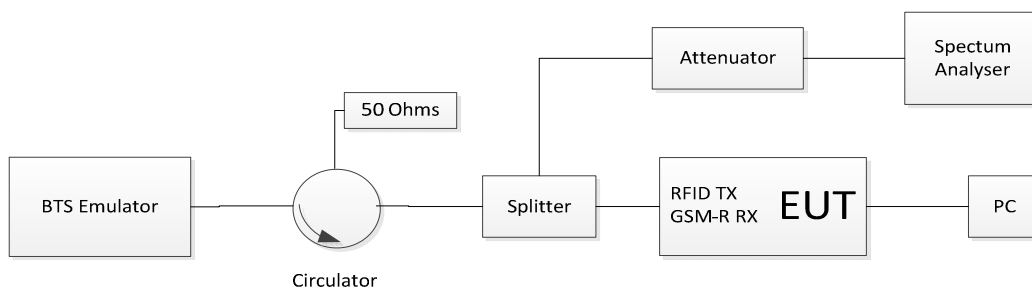 Attenuator
Spectum
Analyser
50 Ohms
BTS Emulator
Splitter
RFID TX
GSM-R RX
EUT
PC
Circulator